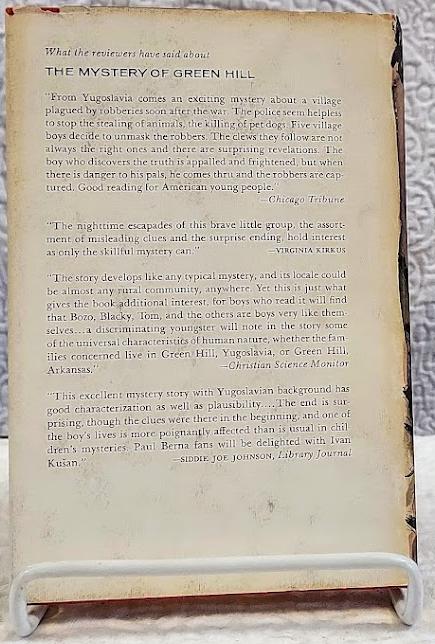 What the reviewers have said about
THE MYSTERY OF GREEN HILL
"From Yugoslavia comes an exciting mystery about a village
plagued by robberies soon after the war. The police seem helpless
to stop the stealing of animals, the killing of pet dogs. Five village
boys decide to unmask the robbers. The clews they follow are not
always the right ones and there are surprising revelations. The
boy who discovers the truth is appalled and frightened, but when
there is danger to his pals, he comes thru and the robbers are cap-
tured. Good reading for American young people."
—Chicago Tribune
"The nighttime escapades of this brave little group, the assort-
ment of misleading clues and the surprise ending, hold interest
as only the skillful mystery can." —VIRGINIA KIRKUS
"The story develops like any typical mystery, and its locale could
be almost any rural community, anywhere. Yet this is just what
gives the book additional interest, for boys who read it will find
that Bozo, Blacky, Tom, and the others are boys very like them-
selves...a discriminating youngster will note in the story some
of the universal characteristics of human nature, whether the fam-
ilies concerned live in Green Hill, Yugoslavia, or Green Hill,
Arkansas." —Christian Science Monitor
"This excellent mystery story with Yugoslavian background has
good characterization as well as plausibility....The end is sur-
prising, though the clues were there in the beginning, and one of
the boy's lives is more poignantly affected than is usual in chil-
dren's mysteries. Paul Berna fans will be delighted with Ivan
Kušan." —SIDDIE JOE JOHNSON, Library Journal